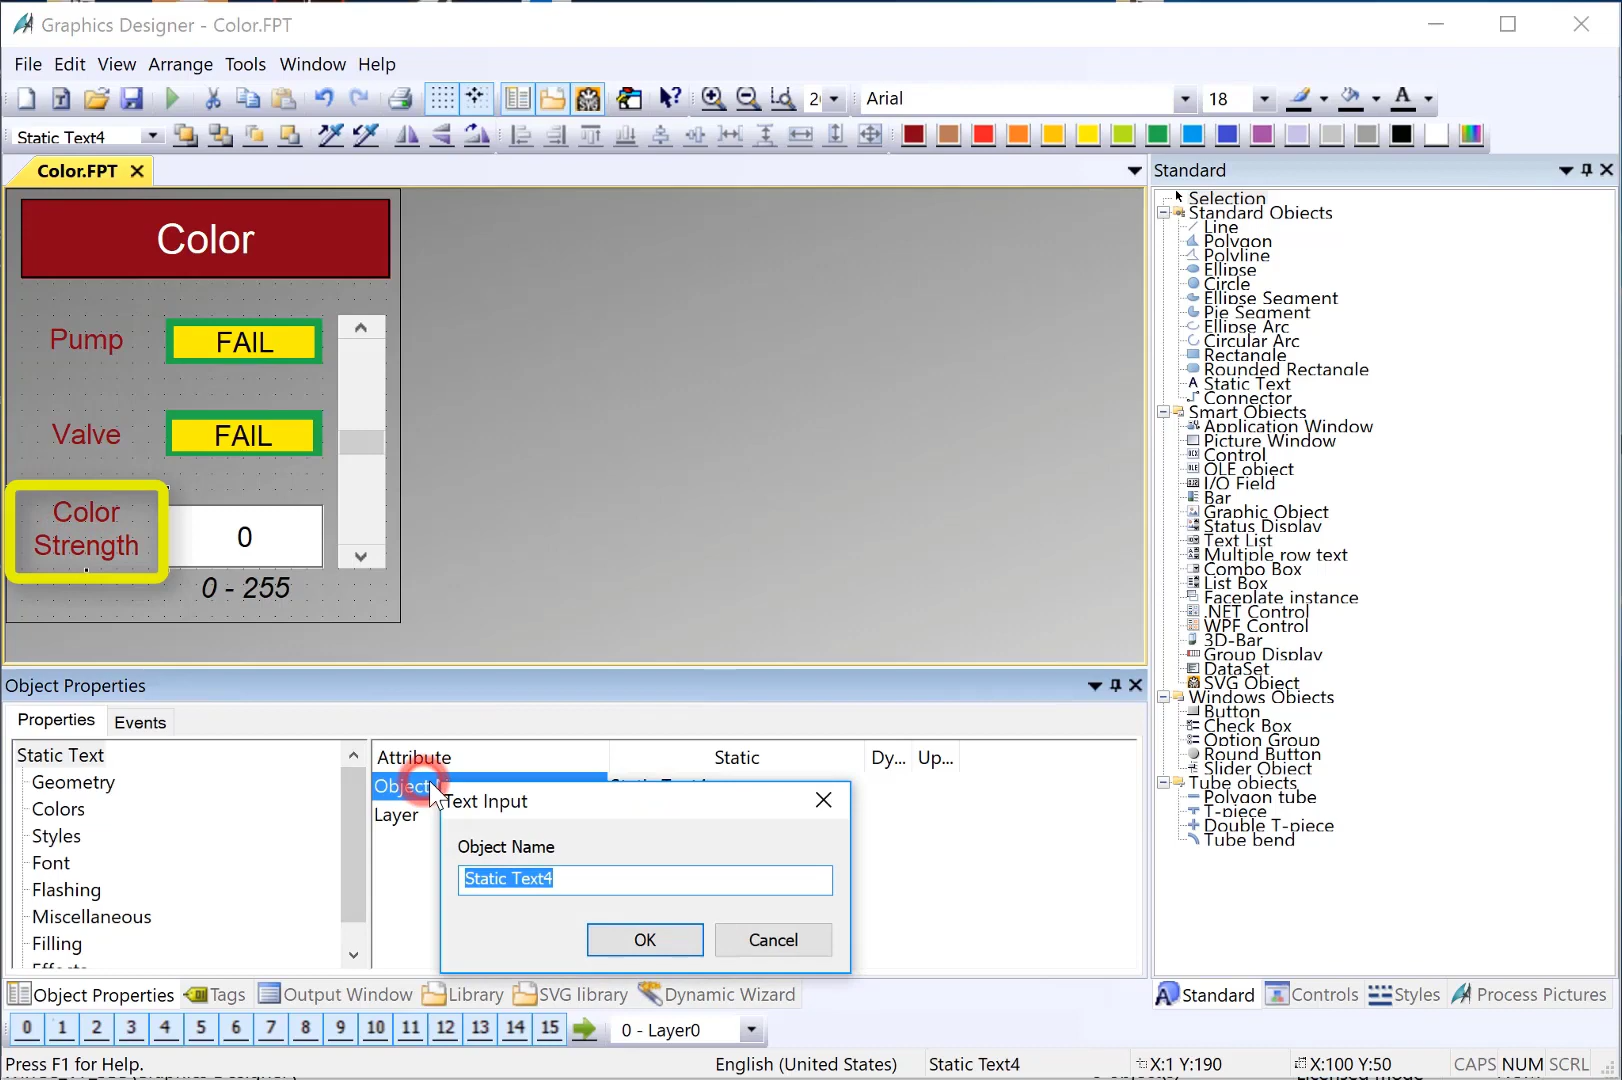 Graphics Designer - Color.FPT
File Edit View Arrange Tools Window Help
Arial 18
Static Text4
Color.FPT
Standard
Color
Pump FAIL
Valve FAIL
Color
Strength
0
0 - 255
Selection
Standard Objects
Line
Polygon
Polyline
Ellipse
Circle
Ellipse Segment
Pie Segment
Ellipse Arc
Circular Arc
Rectangle
Rounded Rectangle
Static Text
Connector
Smart Objects
Application Window
Picture Window
Control
OLE object
I/O Field
Bar
Graphic Object
Status Display
Text List
Multiple row text
Combo Box
List Box
Faceplate instance
.NET Control
WPF Control
3D-Bar
Group Display
DataSet
SVG Object
Windows Objects
Button
Check Box
Option Group
Round Button
Slider Object
Tube objects
Polygon tube
T-piece
Double T-piece
Tube bend
Object Properties
Properties Events
Static Text
Geometry
Colors
Styles
Font
Flashing
Miscellaneous
Filling
Attribute Static Dy... Up...
Object
Layer
Text Input
Object Name
Static Text4
OK Cancel
Object Properties Tags Output Window Library SVG library Dynamic Wizard
Standard Controls Styles Process Pictures
0 1 2 3 4 5 6 7 8 9 10 11 12 13 14 15 0 - Layer0
Press F1 for Help. English (United States) Static Text4 X:1 Y:190 X:100 Y:50 CAPS NUM SCRL